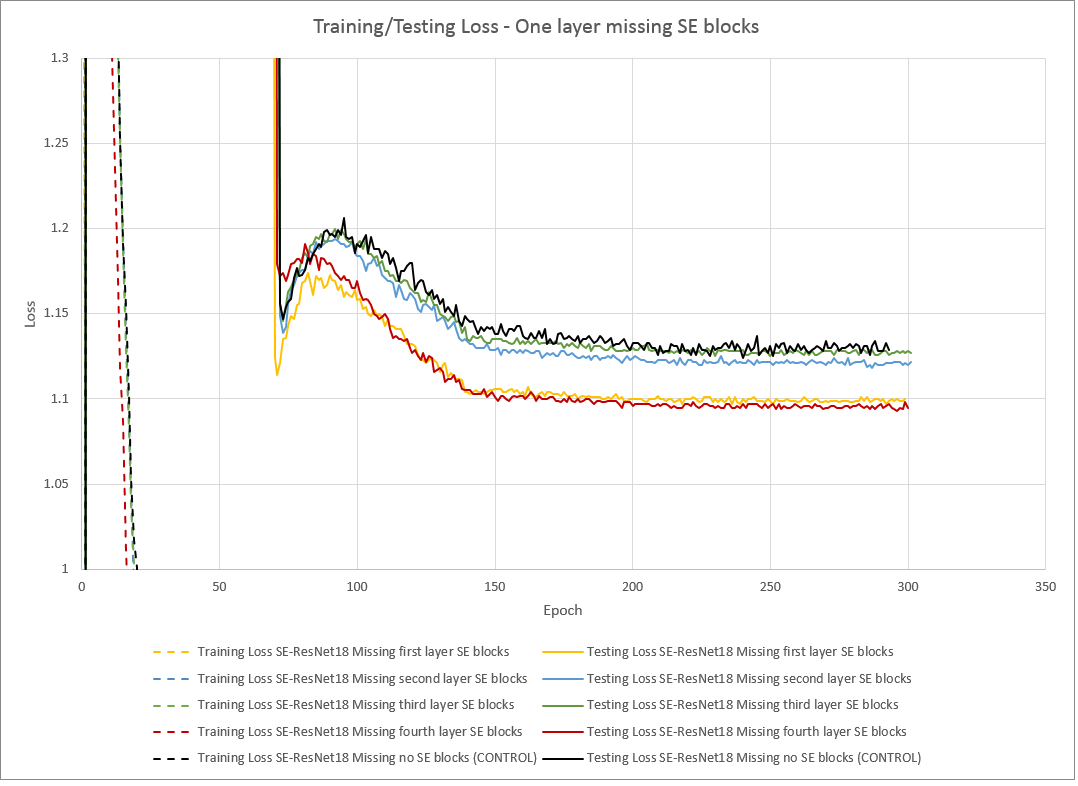 Training/Testing Loss - One layer missing SE blocks
1.3
1.25
1.2
1.15
1.1
1.05
1
Loss
0 50 100 150 200 250 300 350
Epoch
Training Loss SE-ResNet18 Missing first layer SE blocks Testing Loss SE-ResNet18 Missing first layer SE blocks
Training Loss SE-ResNet18 Missing second layer SE blocks Testing Loss SE-ResNet18 Missing second layer SE blocks
Training Loss SE-ResNet18 Missing third layer SE blocks Testing Loss SE-ResNet18 Missing third layer SE blocks
Training Loss SE-ResNet18 Missing fourth layer SE blocks Testing Loss SE-ResNet18 Missing fourth layer SE blocks
Training Loss SE-ResNet18 Missing no SE blocks (CONTROL) Testing Loss SE-ResNet18 Missing no SE blocks (CONTROL)